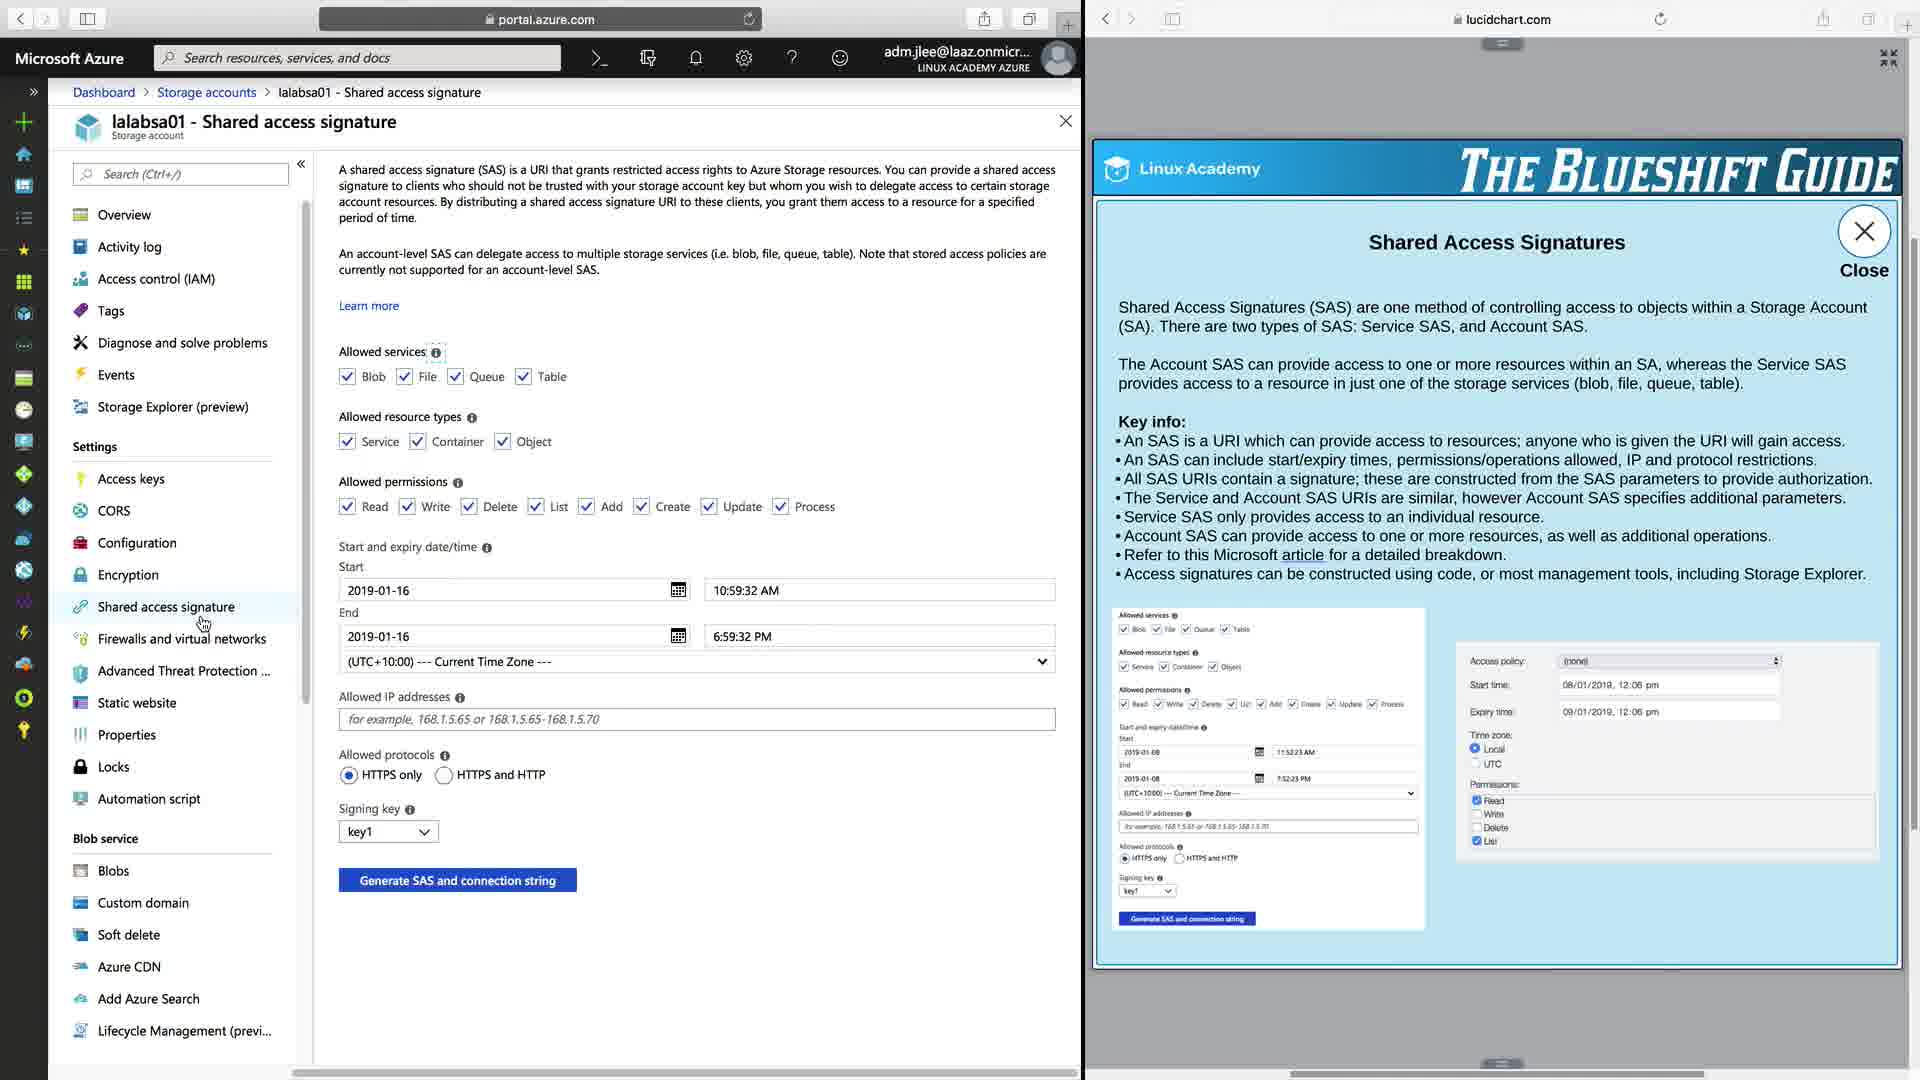 portal.azure.com
Microsoft Azure
Search resources, services, and docs
adm.jlee@laaz.onmicr...
LINUX ACADEMY AZURE
Dashboard > Storage accounts > lalabsa01 - Shared access signature
lalabsa01 - Shared access signature
Storage account
Search (Ctrl+/)
Overview
Activity log
Access control (IAM)
Tags
Diagnose and solve problems
Events
Storage Explorer (preview)
Settings
Access keys
CORS
Configuration
Encryption
Shared access signature
Firewalls and virtual networks
Advanced Threat Protection ...
Static website
Properties
Locks
Automation script
Blob service
Blobs
Custom domain
Soft delete
Azure CDN
Add Azure Search
Lifecycle Management (previ...
A shared access signature (SAS) is a URI that grants restricted access rights to Azure Storage resources. You can provide a shared access
signature to clients who should not be trusted with your storage account key but whom you wish to delegate access to certain storage
account resources. By distributing a shared access signature URI to these clients, you grant them access to a resource for a specified
period of time.
An account-level SAS can delegate access to multiple storage services (i.e. blob, file, queue, table). Note that stored access policies are
currently not supported for an account-level SAS.
Learn more
Allowed services
Blob File Queue Table
Allowed resource types
Service Container Object
Allowed permissions
Read Write Delete List Add Create Update Process
Start and expiry date/time
Start
2019-01-16 10:59:32 AM
End
2019-01-16 6:59:32 PM
(UTC+10:00) --- Current Time Zone ---
Allowed IP addresses
for example, 168.1.5.65 or 168.1.5.65-168.1.5.70
Allowed protocols
HTTPS only HTTPS and HTTP
Signing key
key1
Generate SAS and connection string
lucidchart.com
Linux Academy
THE BLUESHIFT GUIDE
Shared Access Signatures
Close
Shared Access Signatures (SAS) are one method of controlling access to objects within a Storage Account
(SA). There are two types of SAS: Service SAS, and Account SAS.
The Account SAS can provide access to one or more resources within an SA, whereas the Service SAS
provides access to a resource in just one of the storage services (blob, file, queue, table).
Key info:
• An SAS is a URI which can provide access to resources; anyone who is given the URI will gain access.
• An SAS can include start/expiry times, permissions/operations allowed, IP and protocol restrictions.
• All SAS URIs contain a signature; these are constructed from the SAS parameters to provide authorization.
• The Service and Account SAS URIs are similar, however Account SAS specifies additional parameters.
• Service SAS only provides access to an individual resource.
• Account SAS can provide access to one or more resources, as well as additional operations.
• Refer to this Microsoft article for a detailed breakdown.
• Access signatures can be constructed using code, or most management tools, including Storage Explorer.
Allowed services
Blob File Queue Table
Allowed resource types
Service Container Object
Allowed permissions
Read Write Delete List Add Create Update Process
Start and expiry date/time
Start
2019-01-08 11:52:23 AM
End
2019-01-08 7:52:23 PM
(UTC+10:00) --- Current Time Zone ---
Allowed IP addresses
for example, 168.1.5.65 or 168.1.5.65-168.1.5.70
Allowed protocols
HTTPS only HTTPS and HTTP
Signing key
key1
Generate SAS and connection string
Access policy: (none)
Start time: 08/01/2019, 12:06 pm
Expiry time: 09/01/2019, 12:06 pm
Time zone:
Local
UTC
Permissions:
Read
Write
Delete
List